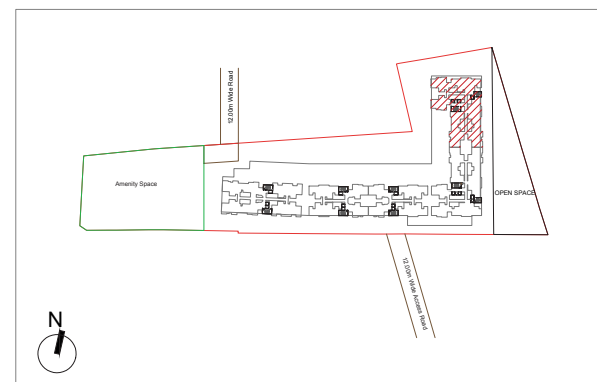 12.00m Wide Road
Amenity Space
OPEN SPACE
12.00m Wide Access Road
N